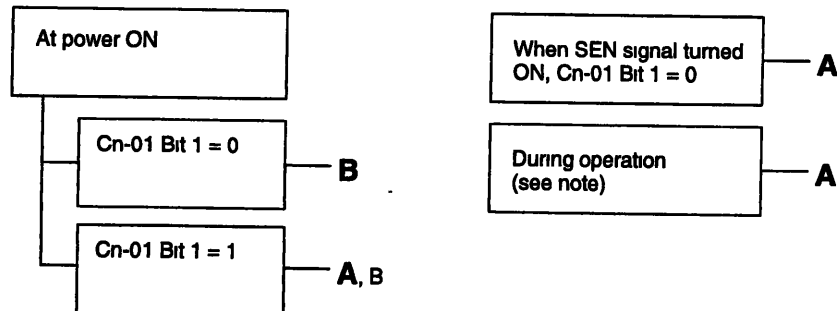 At power ON
Cn-01 Bit 1 = 0
B
Cn-01 Bit 1 = 1
A, B
When SEN signal turned
ON, Cn-01 Bit 1 = 0
A
During operation
(see note)
A